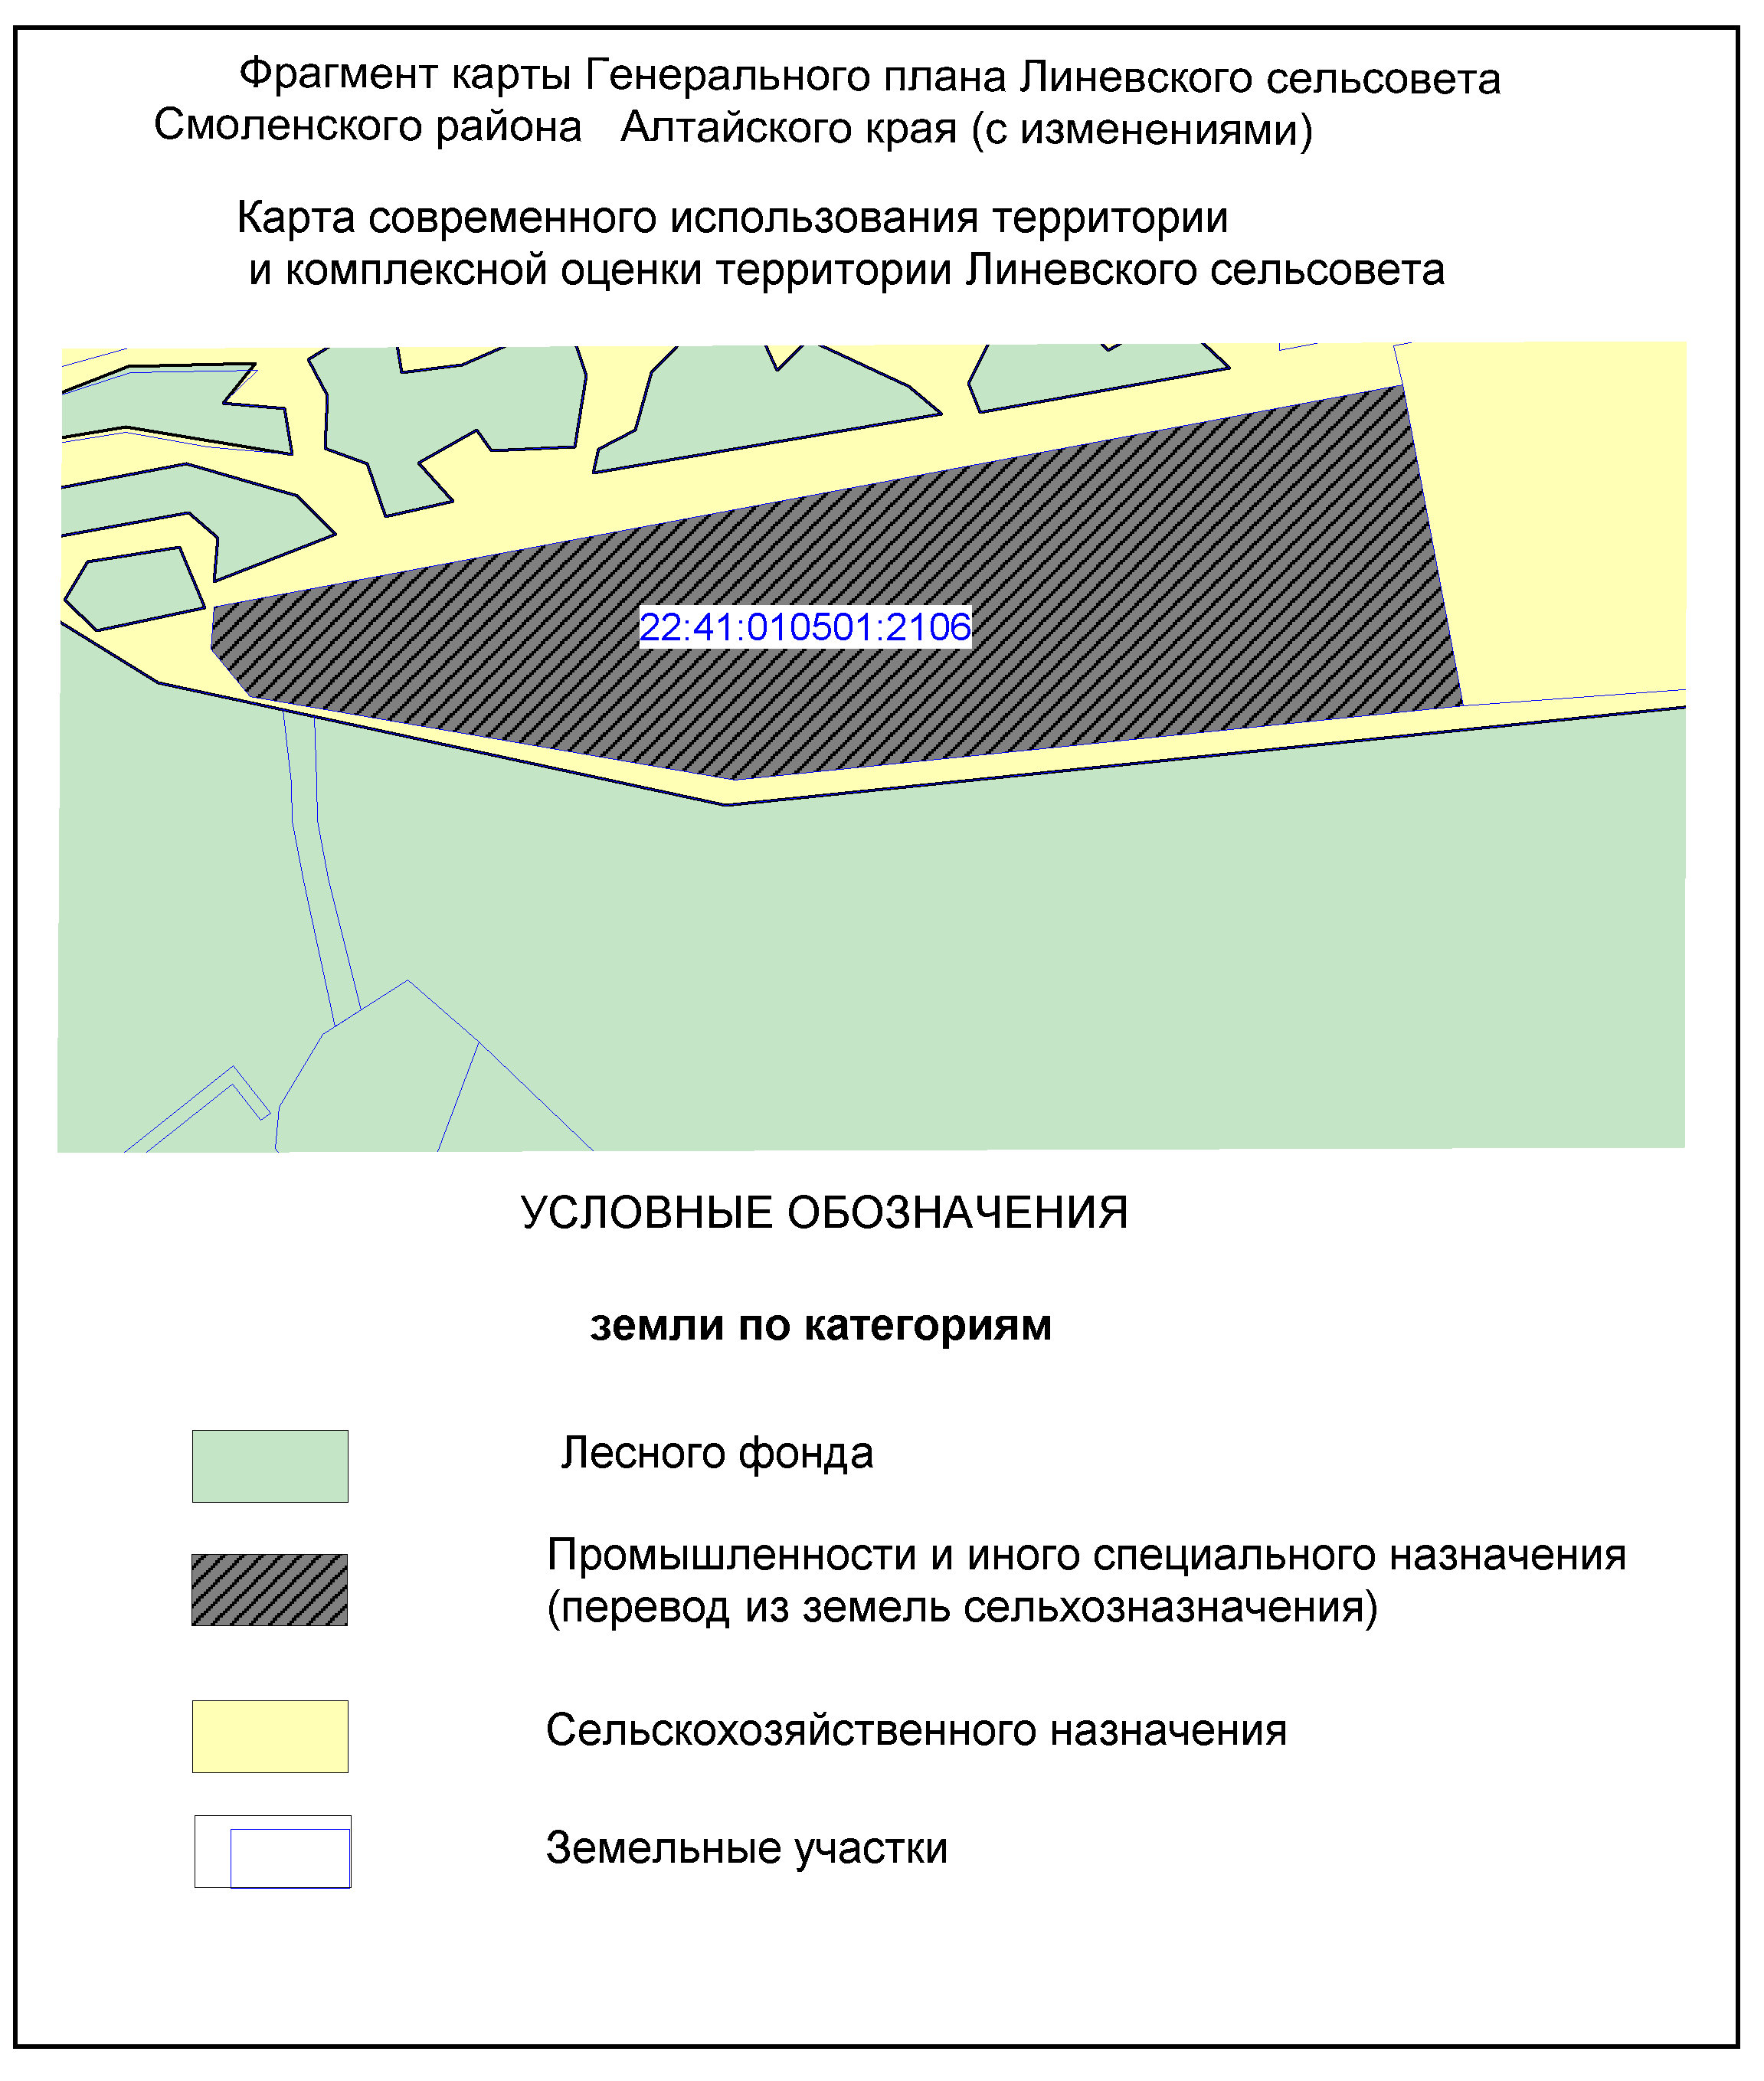 Фрагмент карты Генерального плана Линевского сельсовета
Смоленского района Алтайского края (с изменениями)
Карта современного использования территории
и комплексной оценки территории Линевского сельсовета
22:41:010501:2106
УСЛОВНЫЕ ОБОЗНАЧЕНИЯ
земли по категориям
Лесного фонда
Промышленности и иного специального назначения
(перевод из земель сельхозназначения)
Сельскохозяйственного назначения
Земельные участки